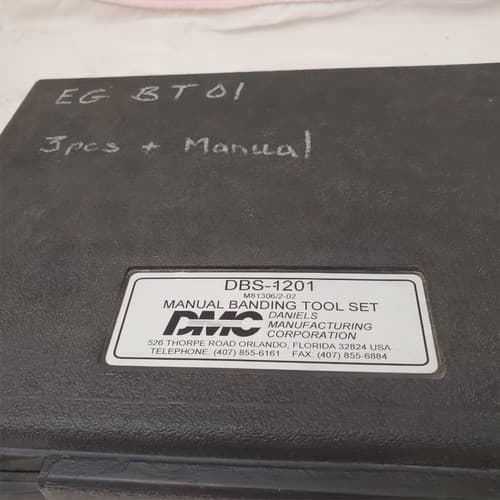 EG BT01
3pcs + Manual
DBS-1201
M81306/2-02
MANUAL BANDING TOOL SET
DMC DANIELS
MANUFACTURING
CORPORATION
526 THORPE ROAD ORLANDO, FLORIDA 32824 USA
TELEPHONE: (407) 855-6161 FAX: (407) 855-6884